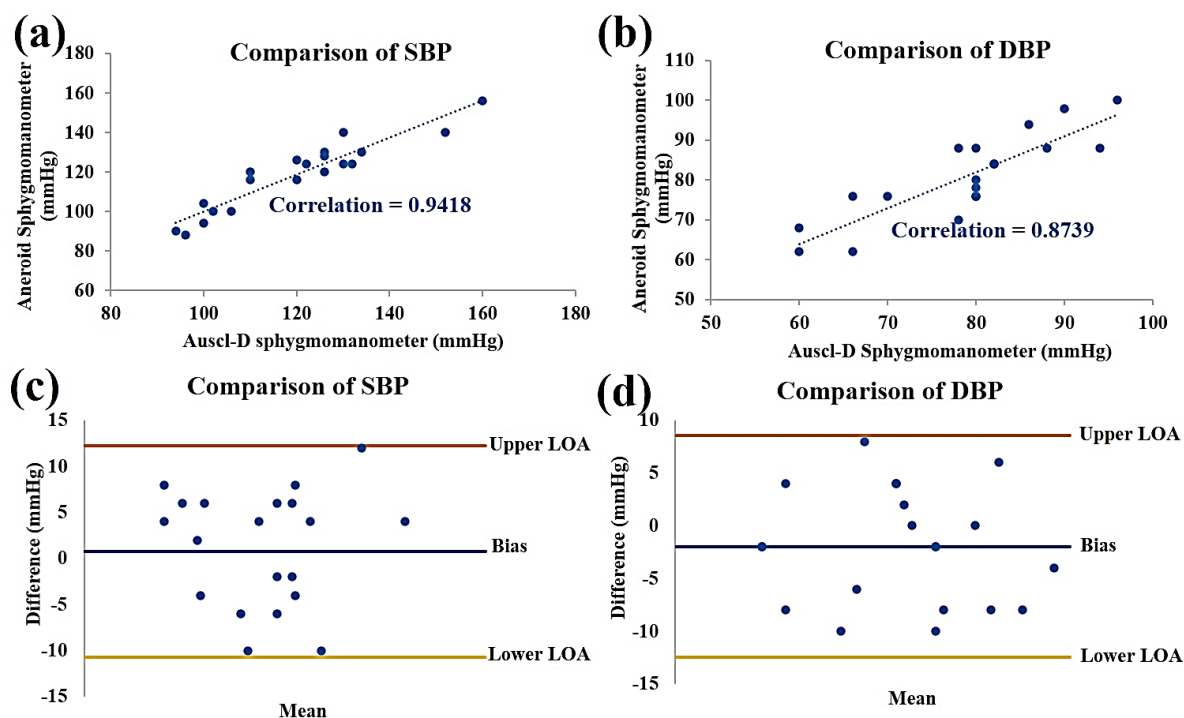 (a)
Comparison of SBP
Aneroid Sphygmomanometer
(mmHg)
180
160
140
120
100
80
60
Correlation = 0.9418
80
100
120
140
160
180
Auscl-D sphygmomanometer (mmHg)
(b)
Comparison of DBP
Aneroid Sphygmomanometer
(mmHg)
110
100
90
80
70
60
50
Correlation = 0.8739
50
60
70
80
90
100
Auscl-D Sphygmomanometer (mmHg)
(c)
Comparison of SBP
Difference (mmHg)
15
10
5
0
-5
-10
-15
Upper LOA
Bias
Lower LOA
Mean
(d)
Comparison of DBP
Difference (mmHg)
10
5
0
-5
-10
-15
Upper LOA
Bias
Lower LOA
Mean